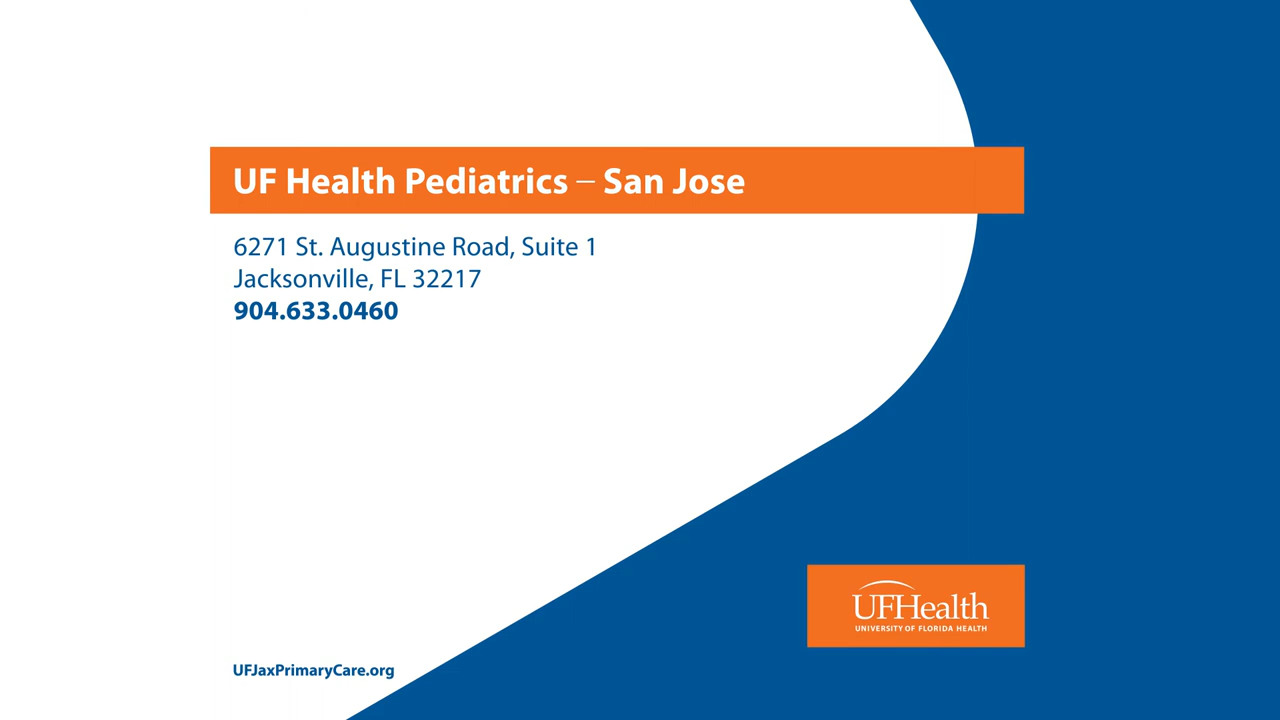 UF Health Pediatrics – San Jose
6271 St. Augustine Road, Suite 1
Jacksonville, FL 32217
904.633.0460
UFHealth
UNIVERSITY OF FLORIDA HEALTH
UFJaxPrimaryCare.org